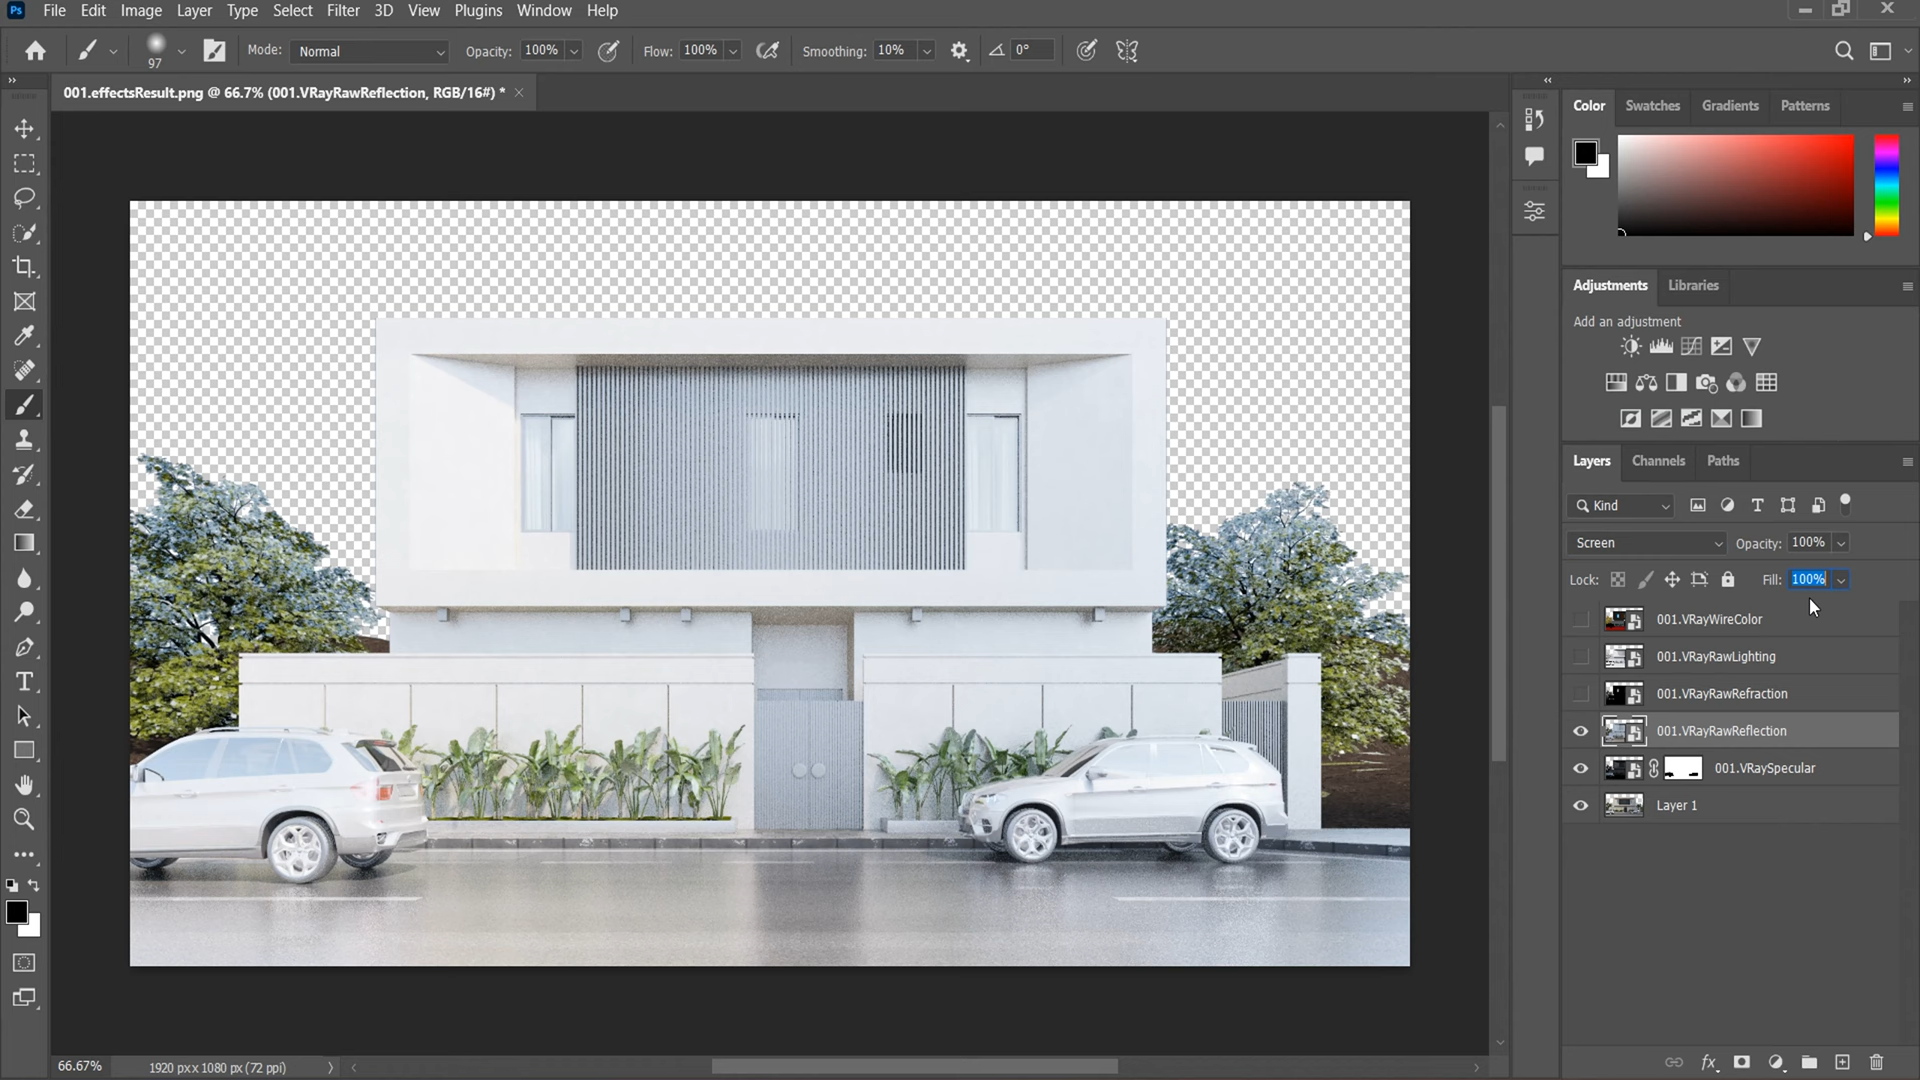 Ps File Edit Image Layer Type Select Filter 3D View Plugins Window Help
97 Mode: Normal Opacity: 100% Flow: 100% Smoothing: 10% 0°
001.effectsResult.png @ 66.7% (001.VRayRawReflection, RGB/16#) *
Color Swatches Gradients Patterns
Adjustments Libraries
Add an adjustment
Layers Channels Paths
Kind
Screen Opacity: 100%
Lock: Fill: 100%
001.VRayWireColor
001.VRayRawLighting
001.VRayRawRefraction
001.VRayRawReflection
001.VRaySpecular
Layer 1
66.67% 1920 px x 1080 px (72 ppi)